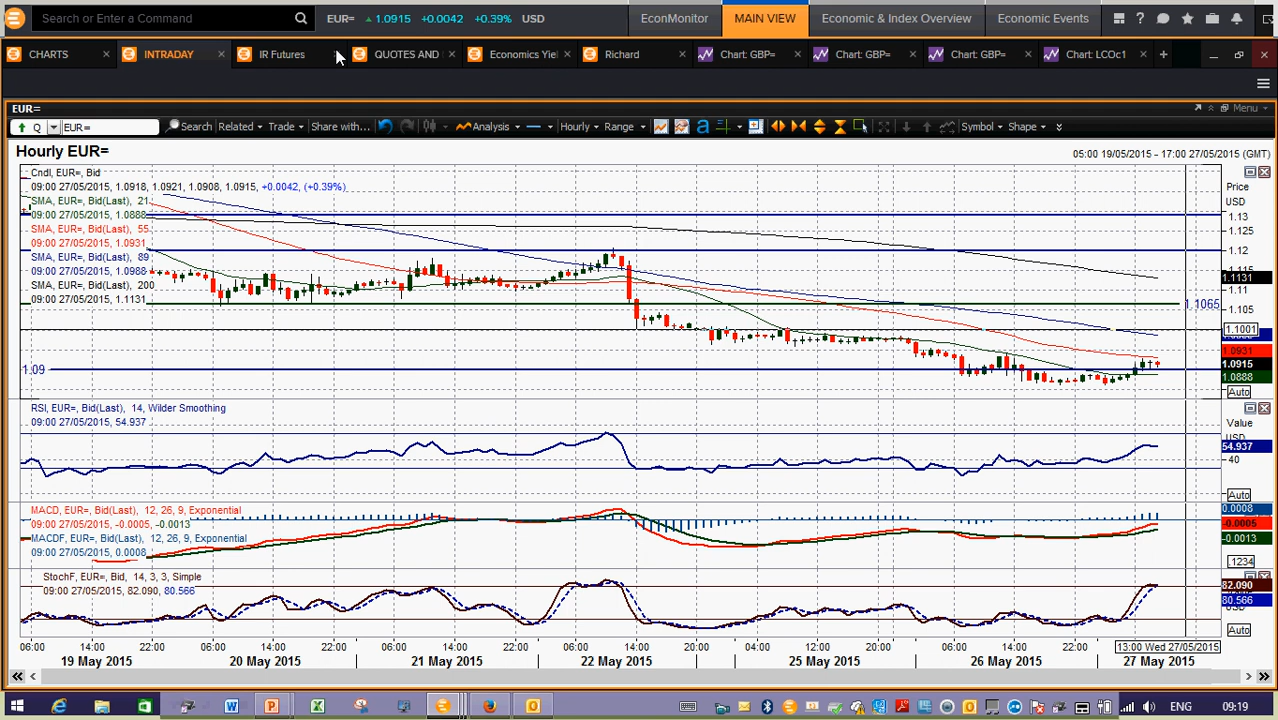 Search or Enter a Command
EUR= 1.0915 +0.0042 +0.39% USD
EconMonitor MAIN VIEW Economic & Index Overview Economic Events
CHARTS INTRADAY IR Futures QUOTES AND Economics Yie Richard Chart: GBP= Chart: GBP= Chart: GBP= Chart: LCOc1
EUR=
Menu
Q EUR= Search Related Trade Share with... Analysis Hourly Range Symbol Shape
Hourly EUR=
05:00 19/05/2015 - 17:00 27/05/2015 (GMT)
Cndl, EUR=, Bid
09:00 27/05/2015, 1.0918, 1.0921, 1.0908, 1.0915, +0.0042, (+0.39%)
SMA, EUR=, Bid(Last), 21
09:00 27/05/2015, 1.0888
SMA, EUR=, Bid(Last), 55
09:00 27/05/2015, 1.0931
SMA, EUR=, Bid(Last), 89
09:00 27/05/2015, 1.0988
SMA, EUR=, Bid(Last), 200
09:00 27/05/2015, 1.1131
Price
USD
1.13
1.125
1.12
1.115
1.1131
1.11
1.105
1.1065
1.1001
1.0931
1.0915
1.0888
1.09
Auto
RSI, EUR=, Bid(Last), 14, Wilder Smoothing
09:00 27/05/2015, 54.937
Value
USD
54.937
40
Auto
MACD, EUR=, Bid(Last), 12, 26, 9, Exponential
09:00 27/05/2015, -0.0005, -0.0013
MACDF, EUR=, Bid(Last), 12, 26, 9, Exponential
09:00 27/05/2015, 0.0008
0.0008
-0.0005
-0.0013
.1234
StochF, EUR=, Bid, 14, 3, 3, Simple
09:00 27/05/2015, 82.090, 80.566
82.090
80.566
Auto
06:00 14:00 22:00 06:00 14:00 22:00 06:00 14:00 22:00 06:00 14:00 20:00 04:00 12:00 20:00 06:00 14:00 22:00 13:00 Wed 27/05/2015
19 May 2015 20 May 2015 21 May 2015 22 May 2015 25 May 2015 26 May 2015 27 May 2015
ENG 09:19